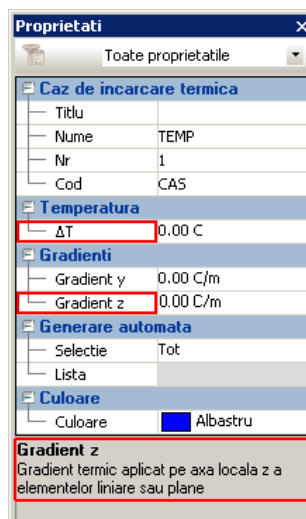 Proprietati
Toate proprietatile
Caz de incarcare termica
Titlu
Nume TEMP
Nr 1
Cod CAS
Temperatura
ΔT 0.00 C
Gradienti
Gradient y 0.00 C/m
Gradient z 0.00 C/m
Generare automata
Selectie Tot
Lista
Culoare
Culoare Albastru
Gradient z
Gradient termic aplicat pe axa locala z a
elementelor liniare sau plane